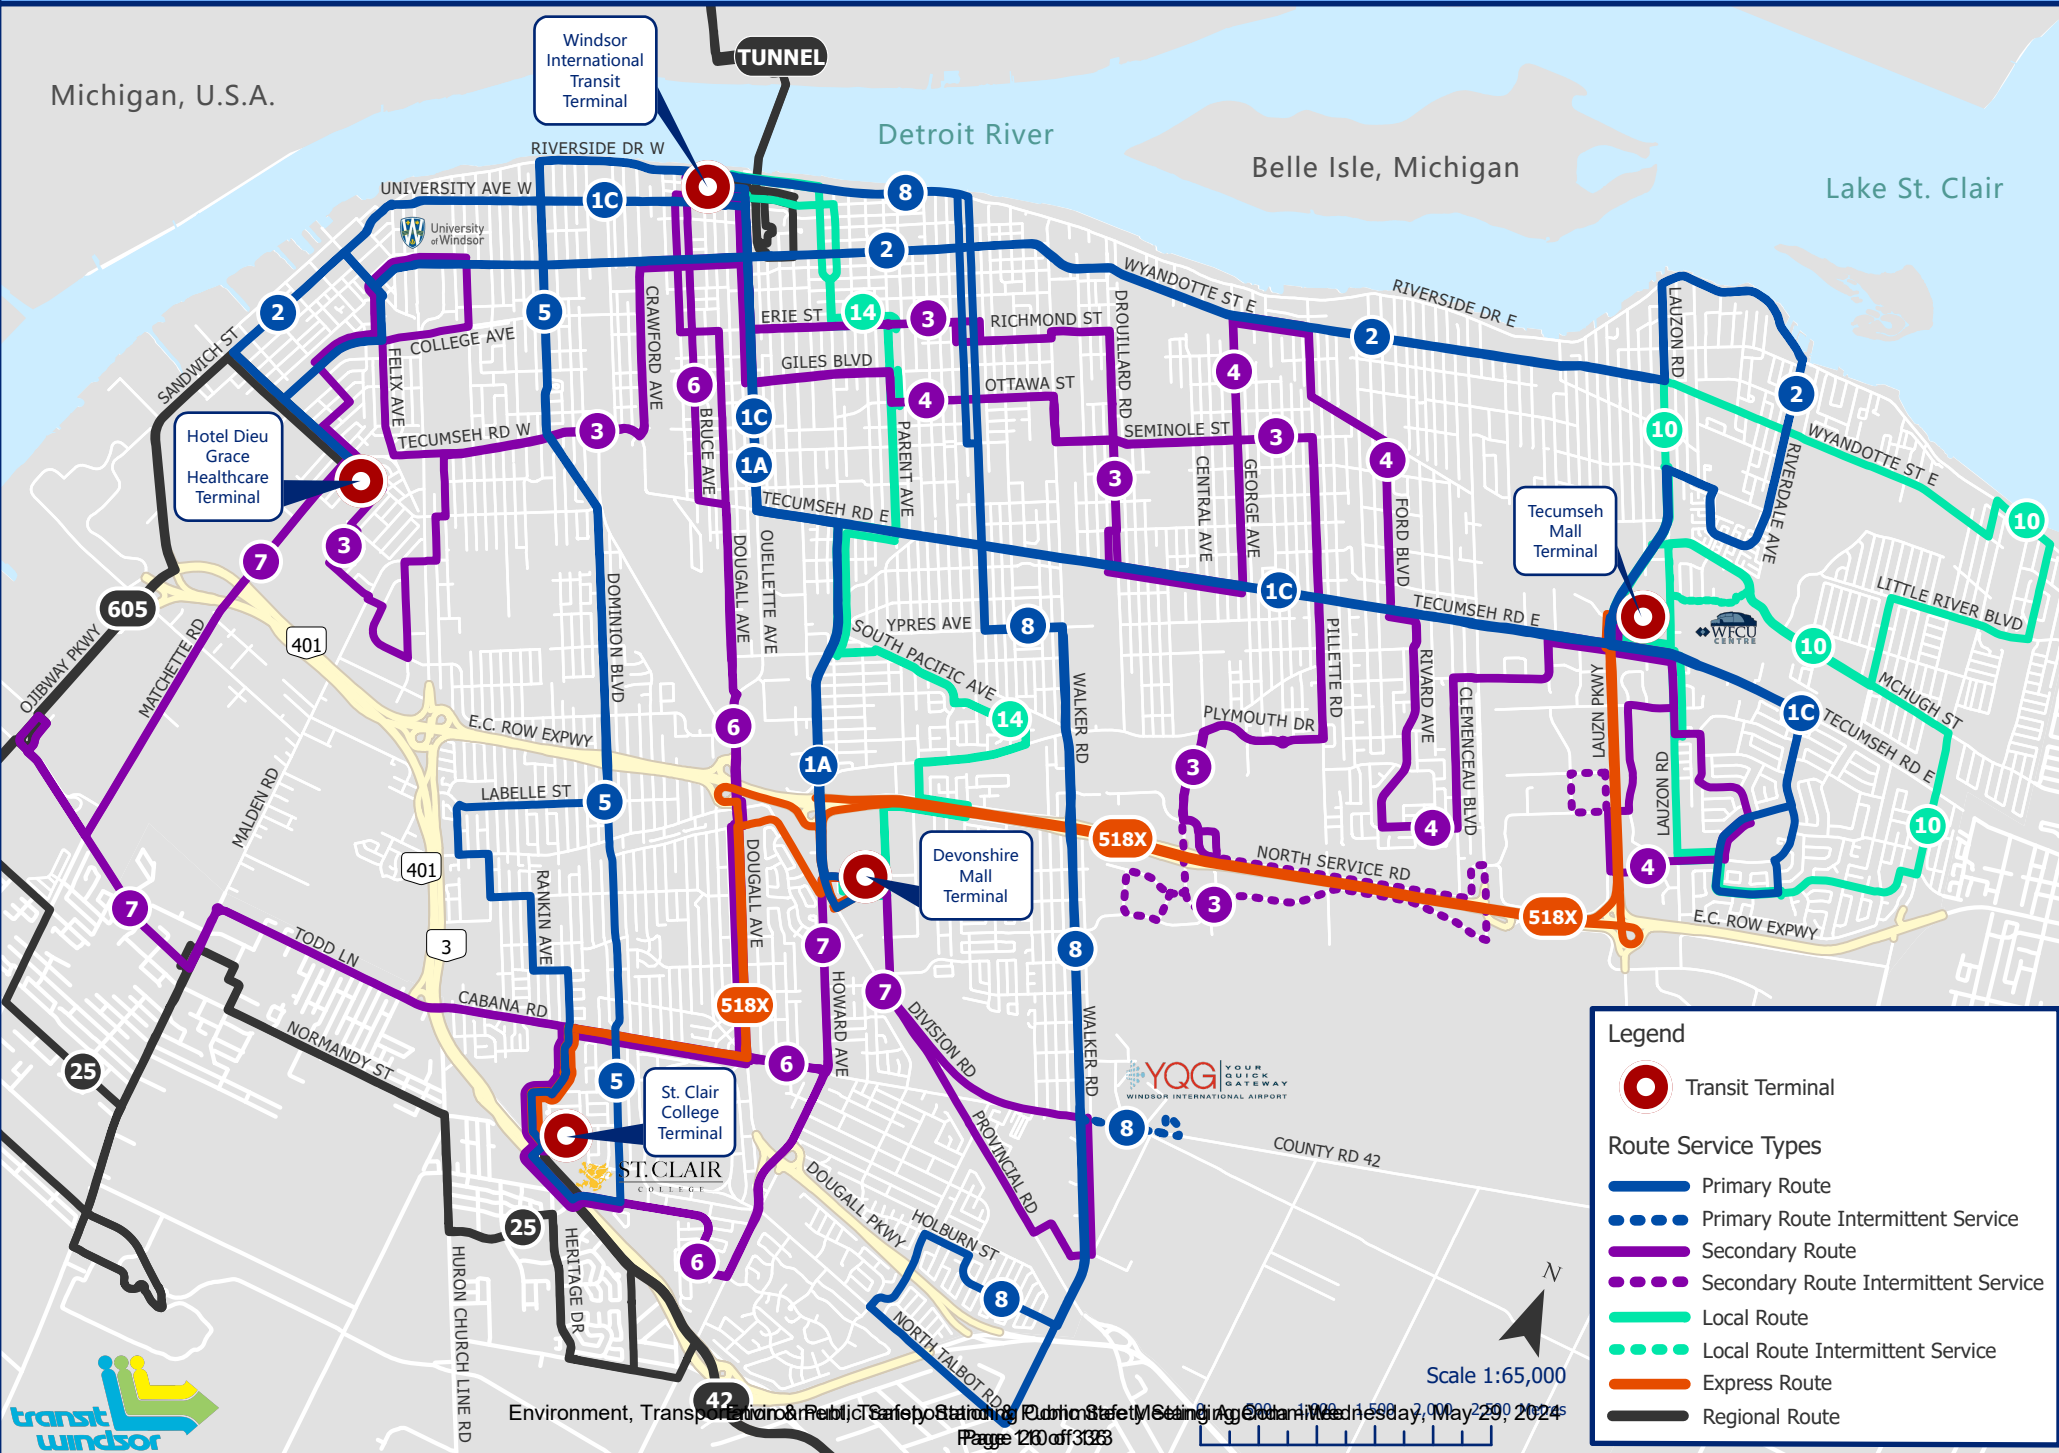 Windsor
International
Transit
Terminal
TUNNEL
Michigan, U.S.A.
Detroit River
Belle Isle, Michigan
Lake St. Clair
RIVERSIDE DR W
UNIVERSITY AVE W
1C
8
University
of Windsor
2
2
WYANDOTTE ST E
RIVERSIDE DR E
LAUZON RD
5
CRAWFORD AVE
ERIE ST
14
3
RICHMOND ST
DROUILLARD RD
2
COLLEGE AVE
SANDWICH ST
FELIX AVE
GILES BLVD
6
4
OTTAWA ST
4
2
BRUCE AVE
1C
Hotel Dieu
Grace
Healthcare
Terminal
TECUMSEH RD W
3
PARENT AVE
SEMINOLE ST
3
10
WYANDOTTE ST E
1A
3
CENTRAL AVE
GEORGE AVE
4
RIVERDALE AVE
TECUMSEH RD E
FORD BLVD
Tecumseh
Mall
Terminal
10
7
3
DOUGALL AVE
OUELLETTE AVE
1C
TECUMSEH RD E
LITTLE RIVER BLVD
605
401
DOMINION BLVD
SOUTH PACIFIC AVE
YPRES AVE
8
PILLETTE RD
WFCU
CENTRE
10
OJIBWAY PKWY
MATCHETTE RD
WALKER RD
RIVARD AVE
CLEMENCEAU BLVD
LAUZN PKWY
MCHUGH ST
E.C. ROW EXPWY
6
14
PLYMOUTH DR
1C
TECUMSEH RD E
1A
3
LAUZON RD
MALDEN RD
LABELLE ST
5
4
10
518X
401
DOUGALL AVE
Devonshire
Mall
Terminal
NORTH SERVICE RD
4
RANKIN AVE
7
3
518X
E.C. ROW EXPWY
3
TODD LN
7
8
CABANA RD
518X
HOWARD AVE
7
DIVISION RD
WALKER RD
NORMANDY ST
25
6
5
St. Clair
College
Terminal
YQG
YOUR
QUICK
GATEWAY
WINDSOR INTERNATIONAL AIRPORT
8
PROVINCIAL RD
COUNTY RD 42
ST. CLAIR
COLLEGE
DOUGALL PKWY
HOLBURN ST
25
HERITAGE DR
HURON CHURCH LINE RD
6
8
NORTH TALBOT RD
42
transit
windsor
N
Scale 1:65,000
Legend
Transit Terminal
Route Service Types
Primary Route
Primary Route Intermittent Service
Secondary Route
Secondary Route Intermittent Service
Local Route
Local Route Intermittent Service
Express Route
Regional Route